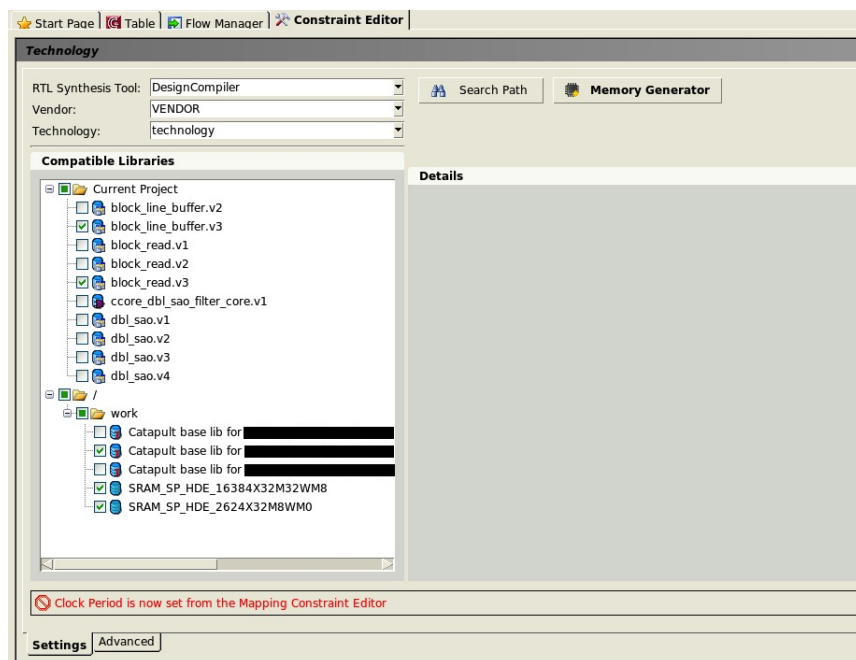 Start Page Table Flow Manager Constraint Editor
Technology
RTL Synthesis Tool: DesignCompiler Search Path Memory Generator
Vendor: VENDOR
Technology: technology
Compatible Libraries
Details
Current Project
block_line_buffer.v2
block_line_buffer.v3
block_read.v1
block_read.v2
block_read.v3
ccore_dbl_sao_filter_core.v1
dbl_sao.v1
dbl_sao.v2
dbl_sao.v3
dbl_sao.v4
/
work
Catapult base lib for
Catapult base lib for
Catapult base lib for
SRAM_SP_HDE_16384X32M32WM8
SRAM_SP_HDE_2624X32M8WM0
Clock Period is now set from the Mapping Constraint Editor
Settings Advanced